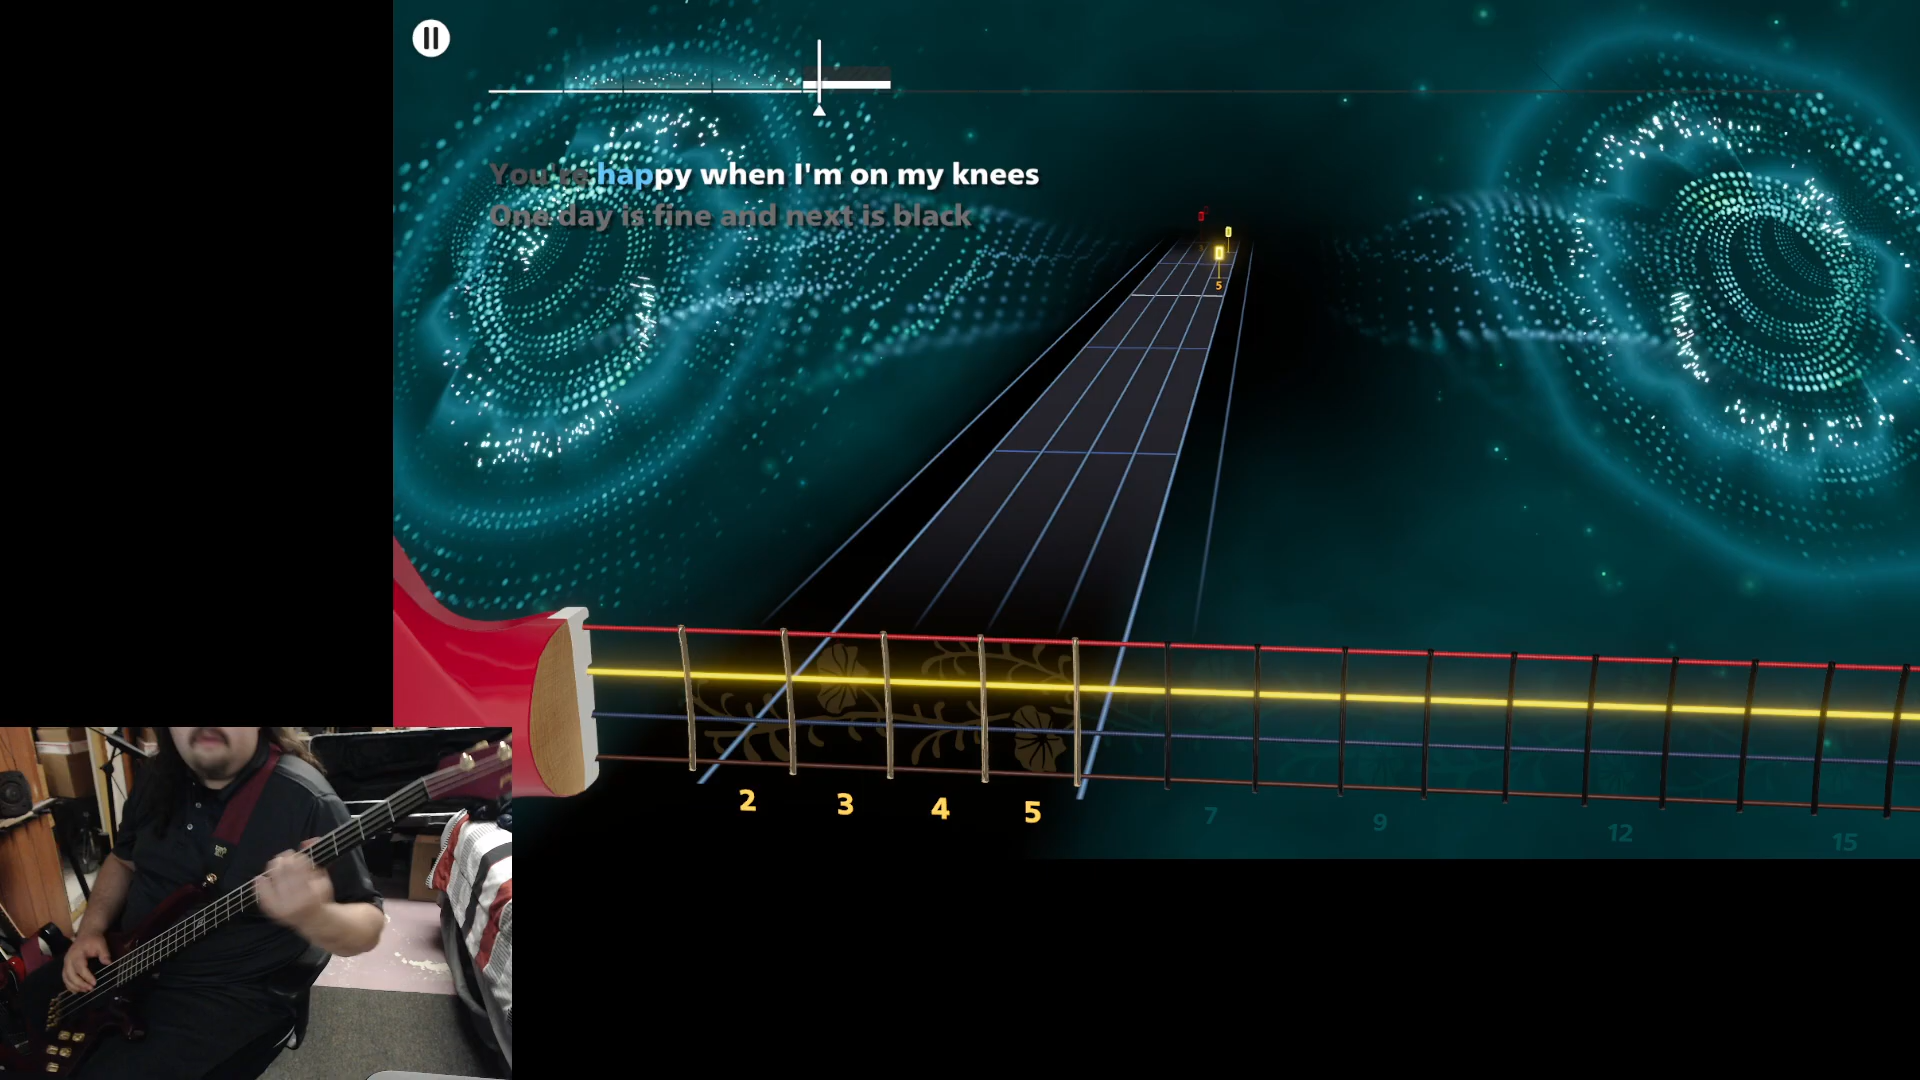 You're happy when I'm on my knees
One day is fine and next is black
5
2 3 4 5 7 9 12 15